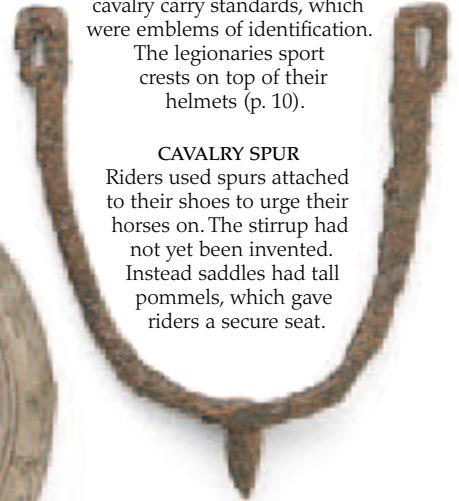 cavalry carry standards, which
were emblems of identification.
The legionaries sport
crests on top of their
helmets (p. 10).
CAVALRY SPUR
Riders used spurs attached
to their shoes to urge their
horses on. The stirrup had
not yet been invented.
Instead saddles had tall
pommels, which gave
riders a secure seat.